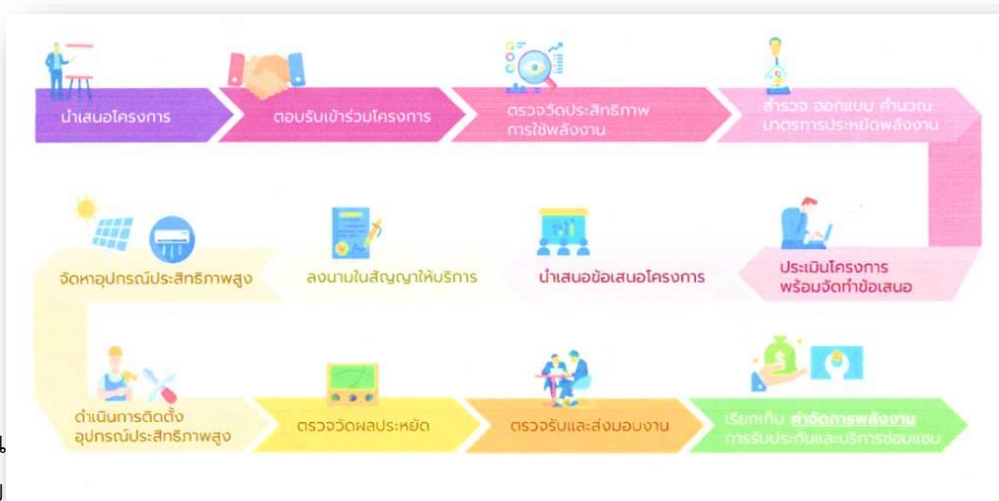 นำเสนอโครงการ
ตอบรับเข้าร่วมโครงการ
ตรวจวัดประสิทธิภาพ
การใช้พลังงาน
สำรวจ ออกแบบ คำนวณ
มาตรการประหยัดพลังงาน
ประเมินโครงการ
พร้อมจัดทำข้อเสนอ
นำเสนอข้อเสนอโครงการ
ลงนามในสัญญาให้บริการ
จัดหาอุปกรณ์ประสิทธิภาพสูง
ดำเนินการติดตั้ง
อุปกรณ์ประสิทธิภาพสูง
ตรวจวัดผลประหยัด
ตรวจรับและส่งมอบงาน
เรียกเก็บ ค่าจัดการพลังงาน
การรับประกันและบริการซ่อมแซม